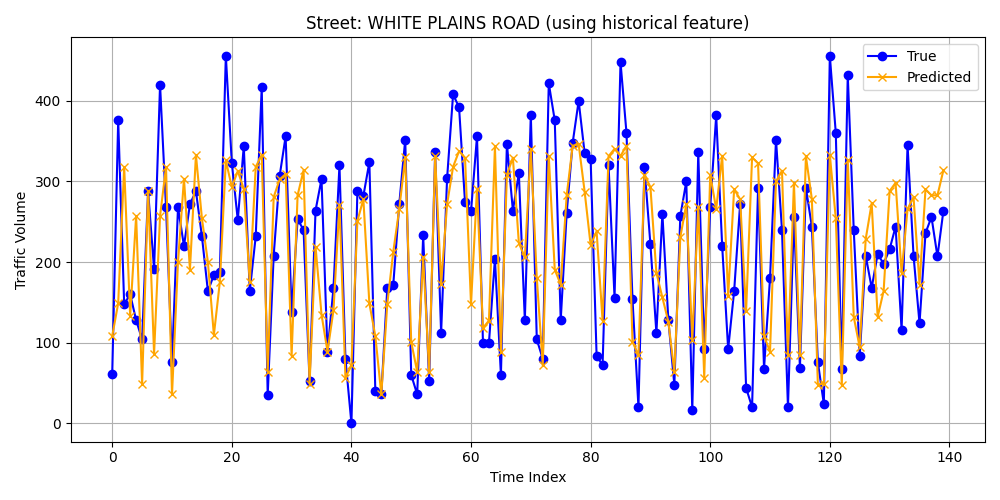 Street: WHITE PLAINS ROAD (using historical feature)
True
Predicted
Traffic Volume
400
300
200
100
0
0 20 40 60 80 100 120 140
Time Index